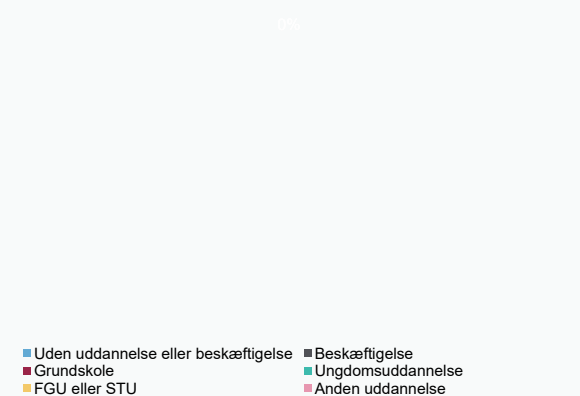 0%
Uden uddannelse eller beskæftigelse
Beskæftigelse
Grundskole
Ungdomsuddannelse
FGU eller STU
Anden uddannelse